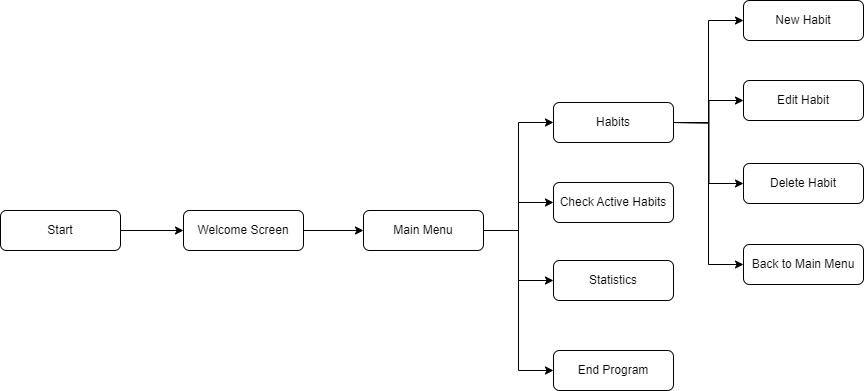 New Habit
Edit Habit
Habits
Delete Habit
Check Active Habits
Start
Welcome Screen
Main Menu
Back to Main Menu
Statistics
End Program